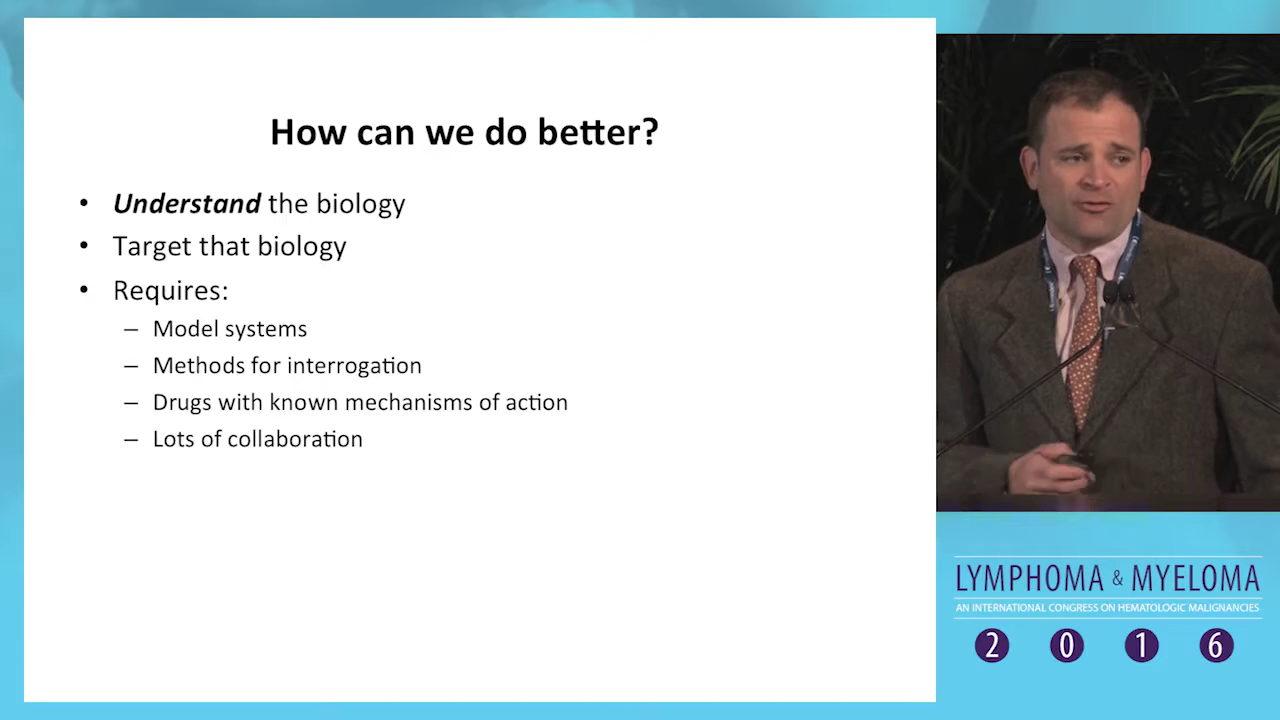 How can we do better?
• Understand the biology
• Target that biology
• Requires:
– Model systems
– Methods for interrogation
– Drugs with known mechanisms of action
– Lots of collaboration
LYMPHOMA & MYELOMA
AN INTERNATIONAL CONGRESS ON HEMATOLOGIC MALIGNANCIES
2 0 1 6